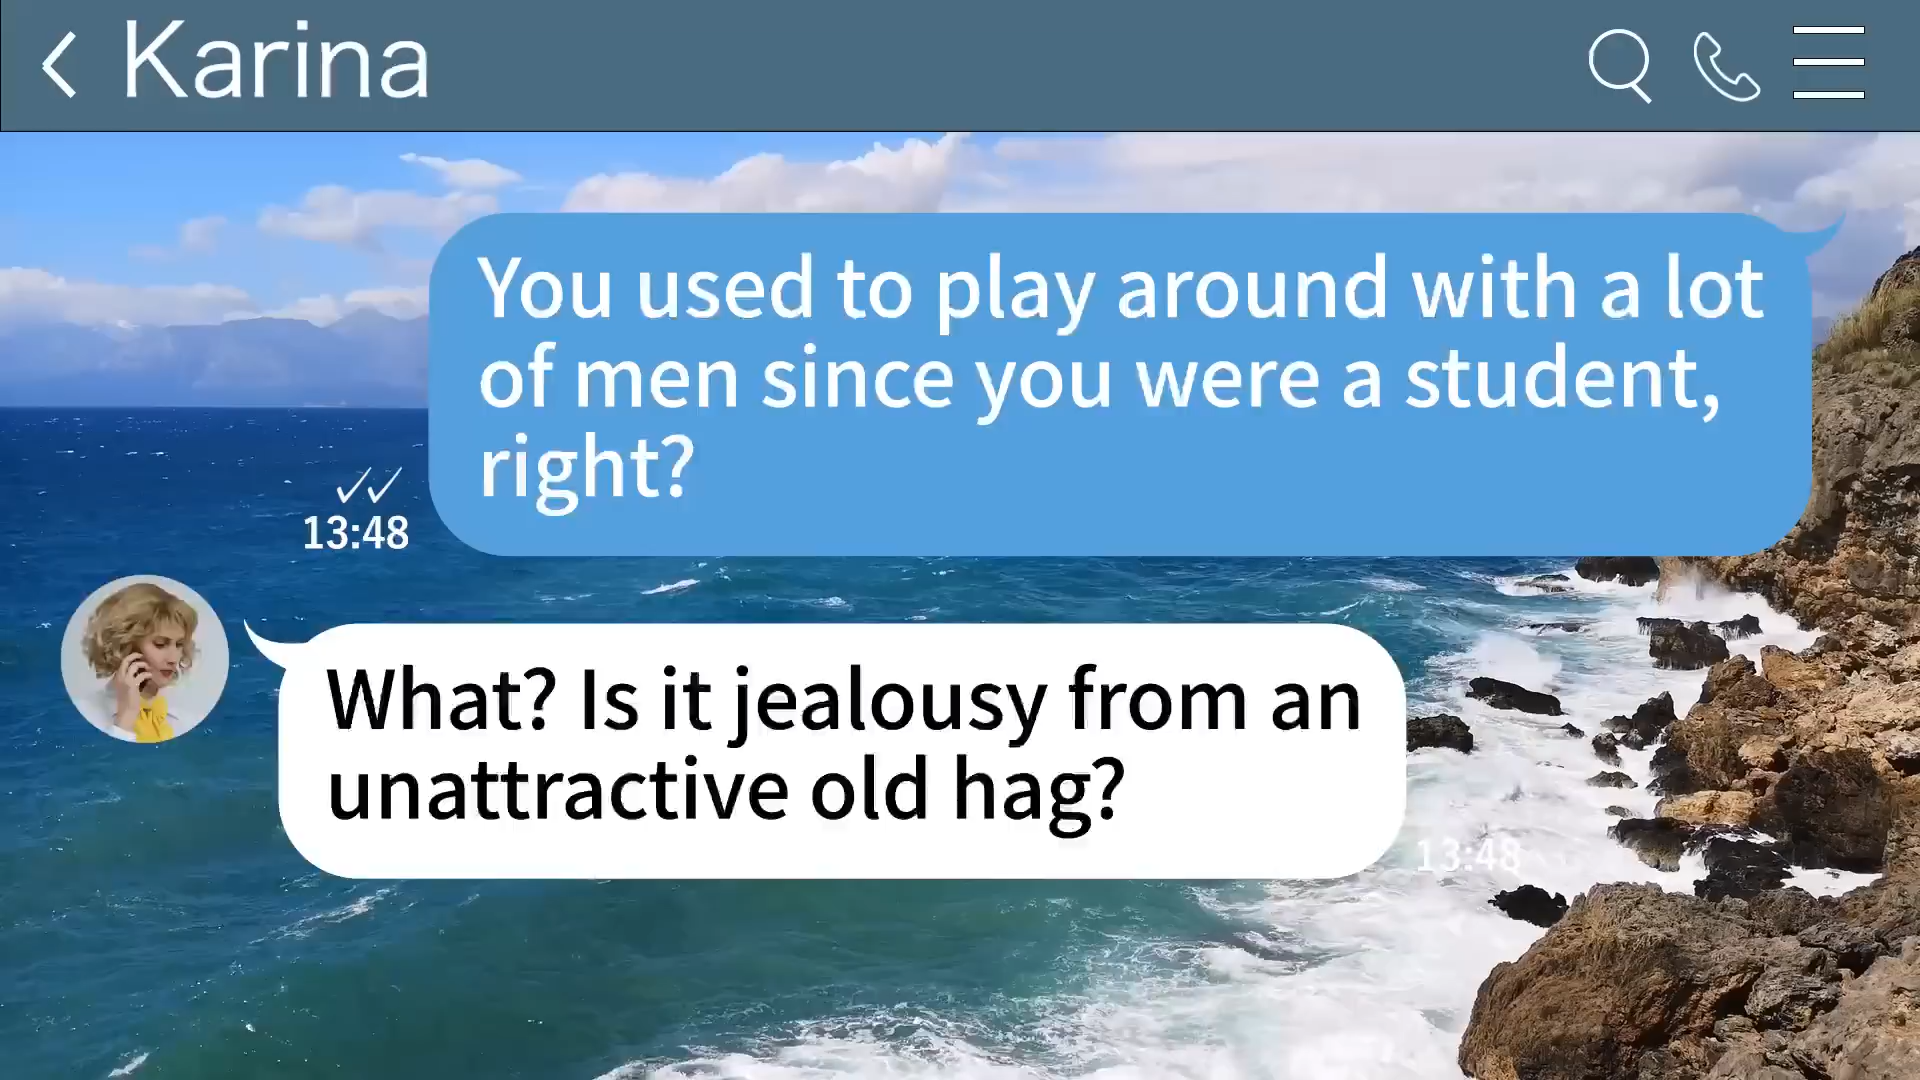 Karina
You used to play around with a lot
of men since you were a student,
right?
13:48
What? Is it jealousy from an
unattractive old hag?
13:48